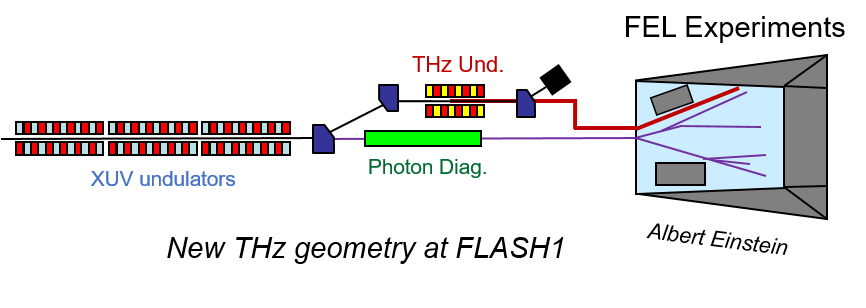 FEL Experiments
THz Und.
XUV undulators
Photon Diag.
New THz geometry at FLASH1
Albert Einstein